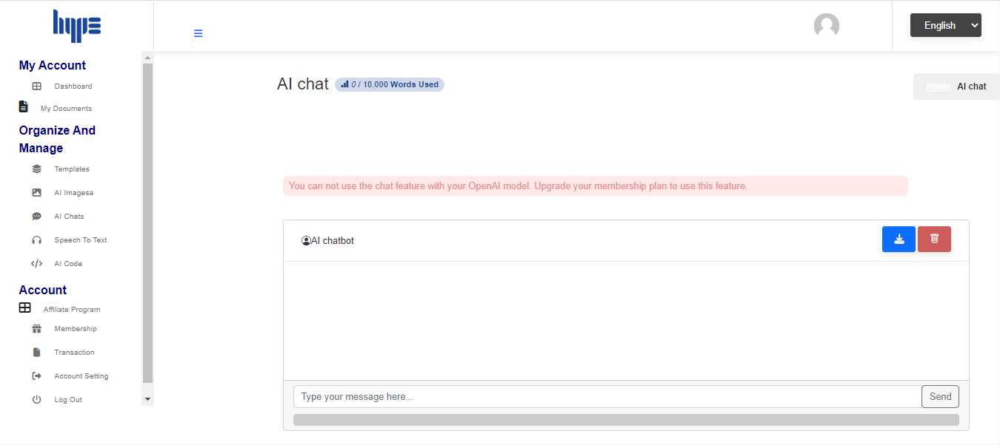 hype
English
My Account
Dashboard
My Documents
Organize And
Manage
Templates
AI Imagesa
AI Chats
Speech To Text
AI Code
Account
Affiliate Program
Membership
Transaction
Account Setting
Log Out
AI chat
0 / 10,000 Words Used
Home AI chat
You can not use the chat feature with your OpenAI model. Upgrade your membership plan to use this feature.
AI chatbot
Type your message here...
Send